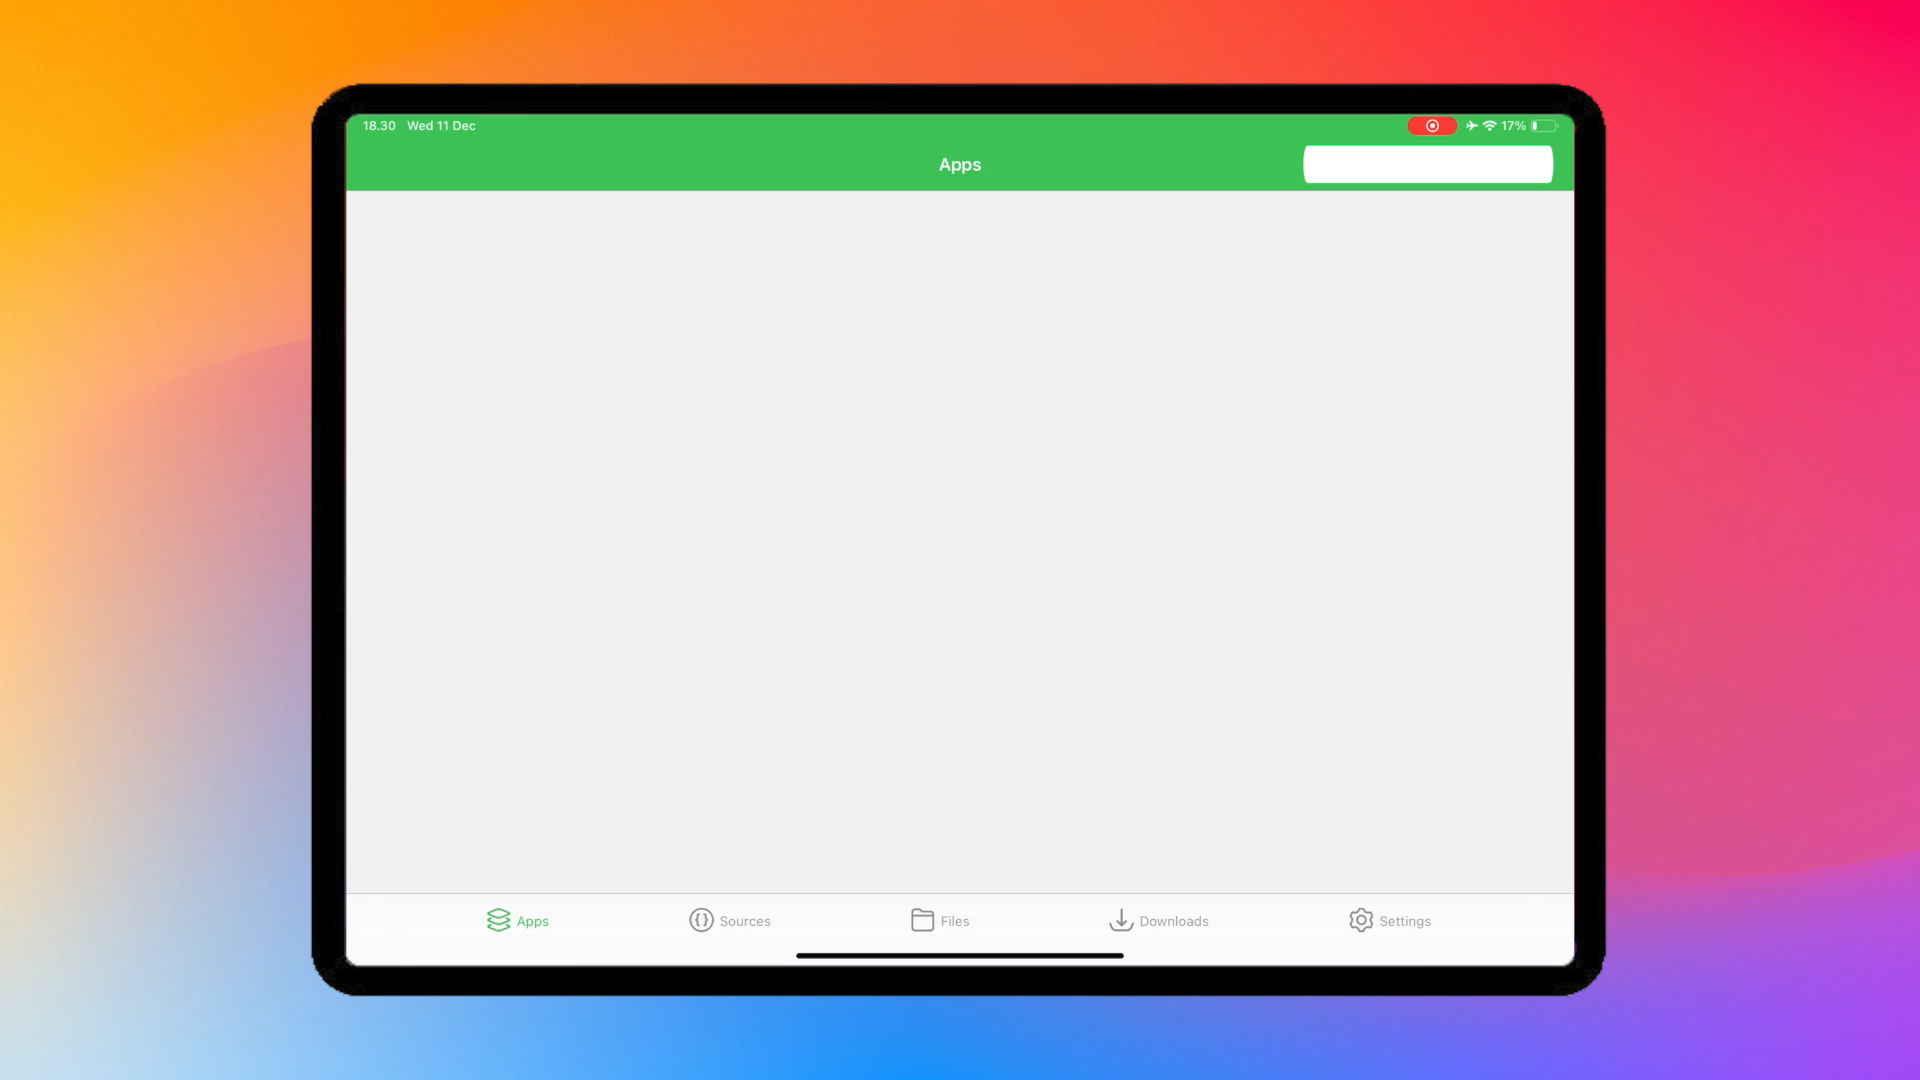 18.30 Wed 11 Dec
17%
Apps
Apps
Sources
Files
Downloads
Settings